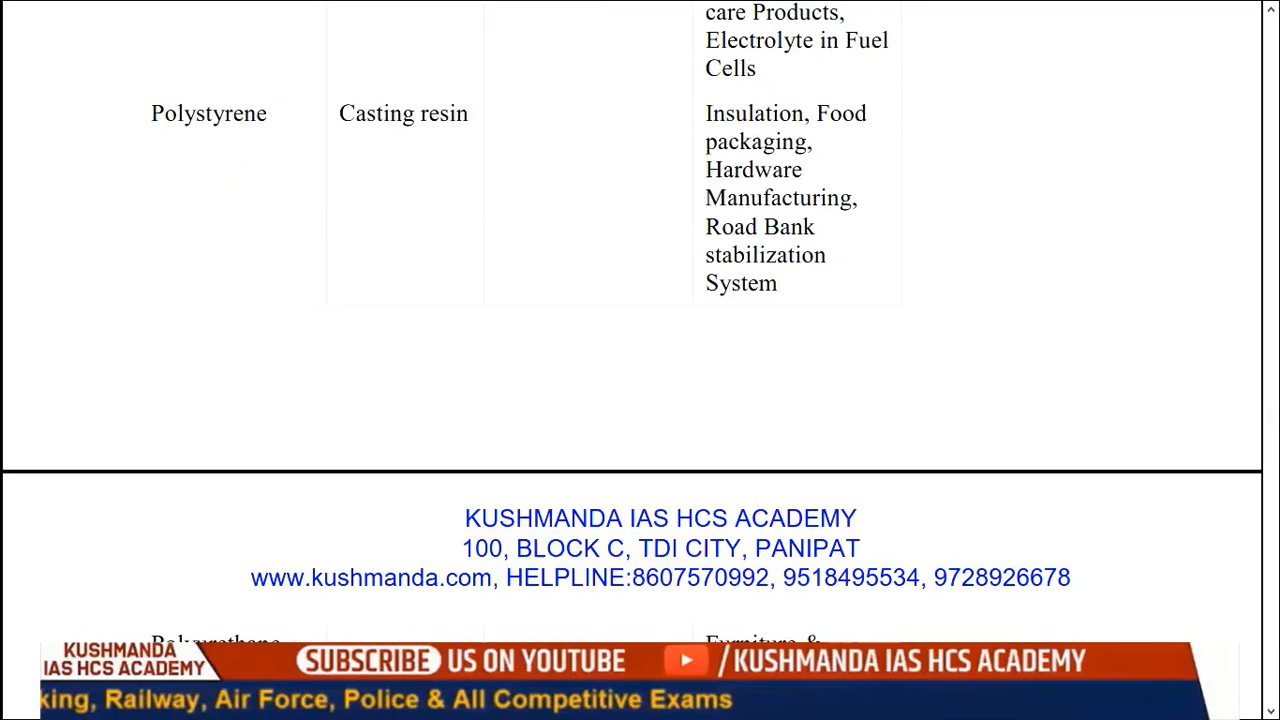 care Products,
Electrolyte in Fuel
Cells
Polystyrene
Casting resin
Insulation, Food
packaging,
Hardware
Manufacturing,
Road Bank
stabilization
System
KUSHMANDA IAS HCS ACADEMY
100, BLOCK C, TDI CITY, PANIPAT
www.kushmanda.com, HELPLINE:8607570992, 9518495534, 9728926678
Polyurethane
Furniture &
KUSHMANDA
IAS HCS ACADEMY
SUBSCRIBE US ON YOUTUBE /KUSHMANDA IAS HCS ACADEMY
king, Railway, Air Force, Police & All Competitive Exams